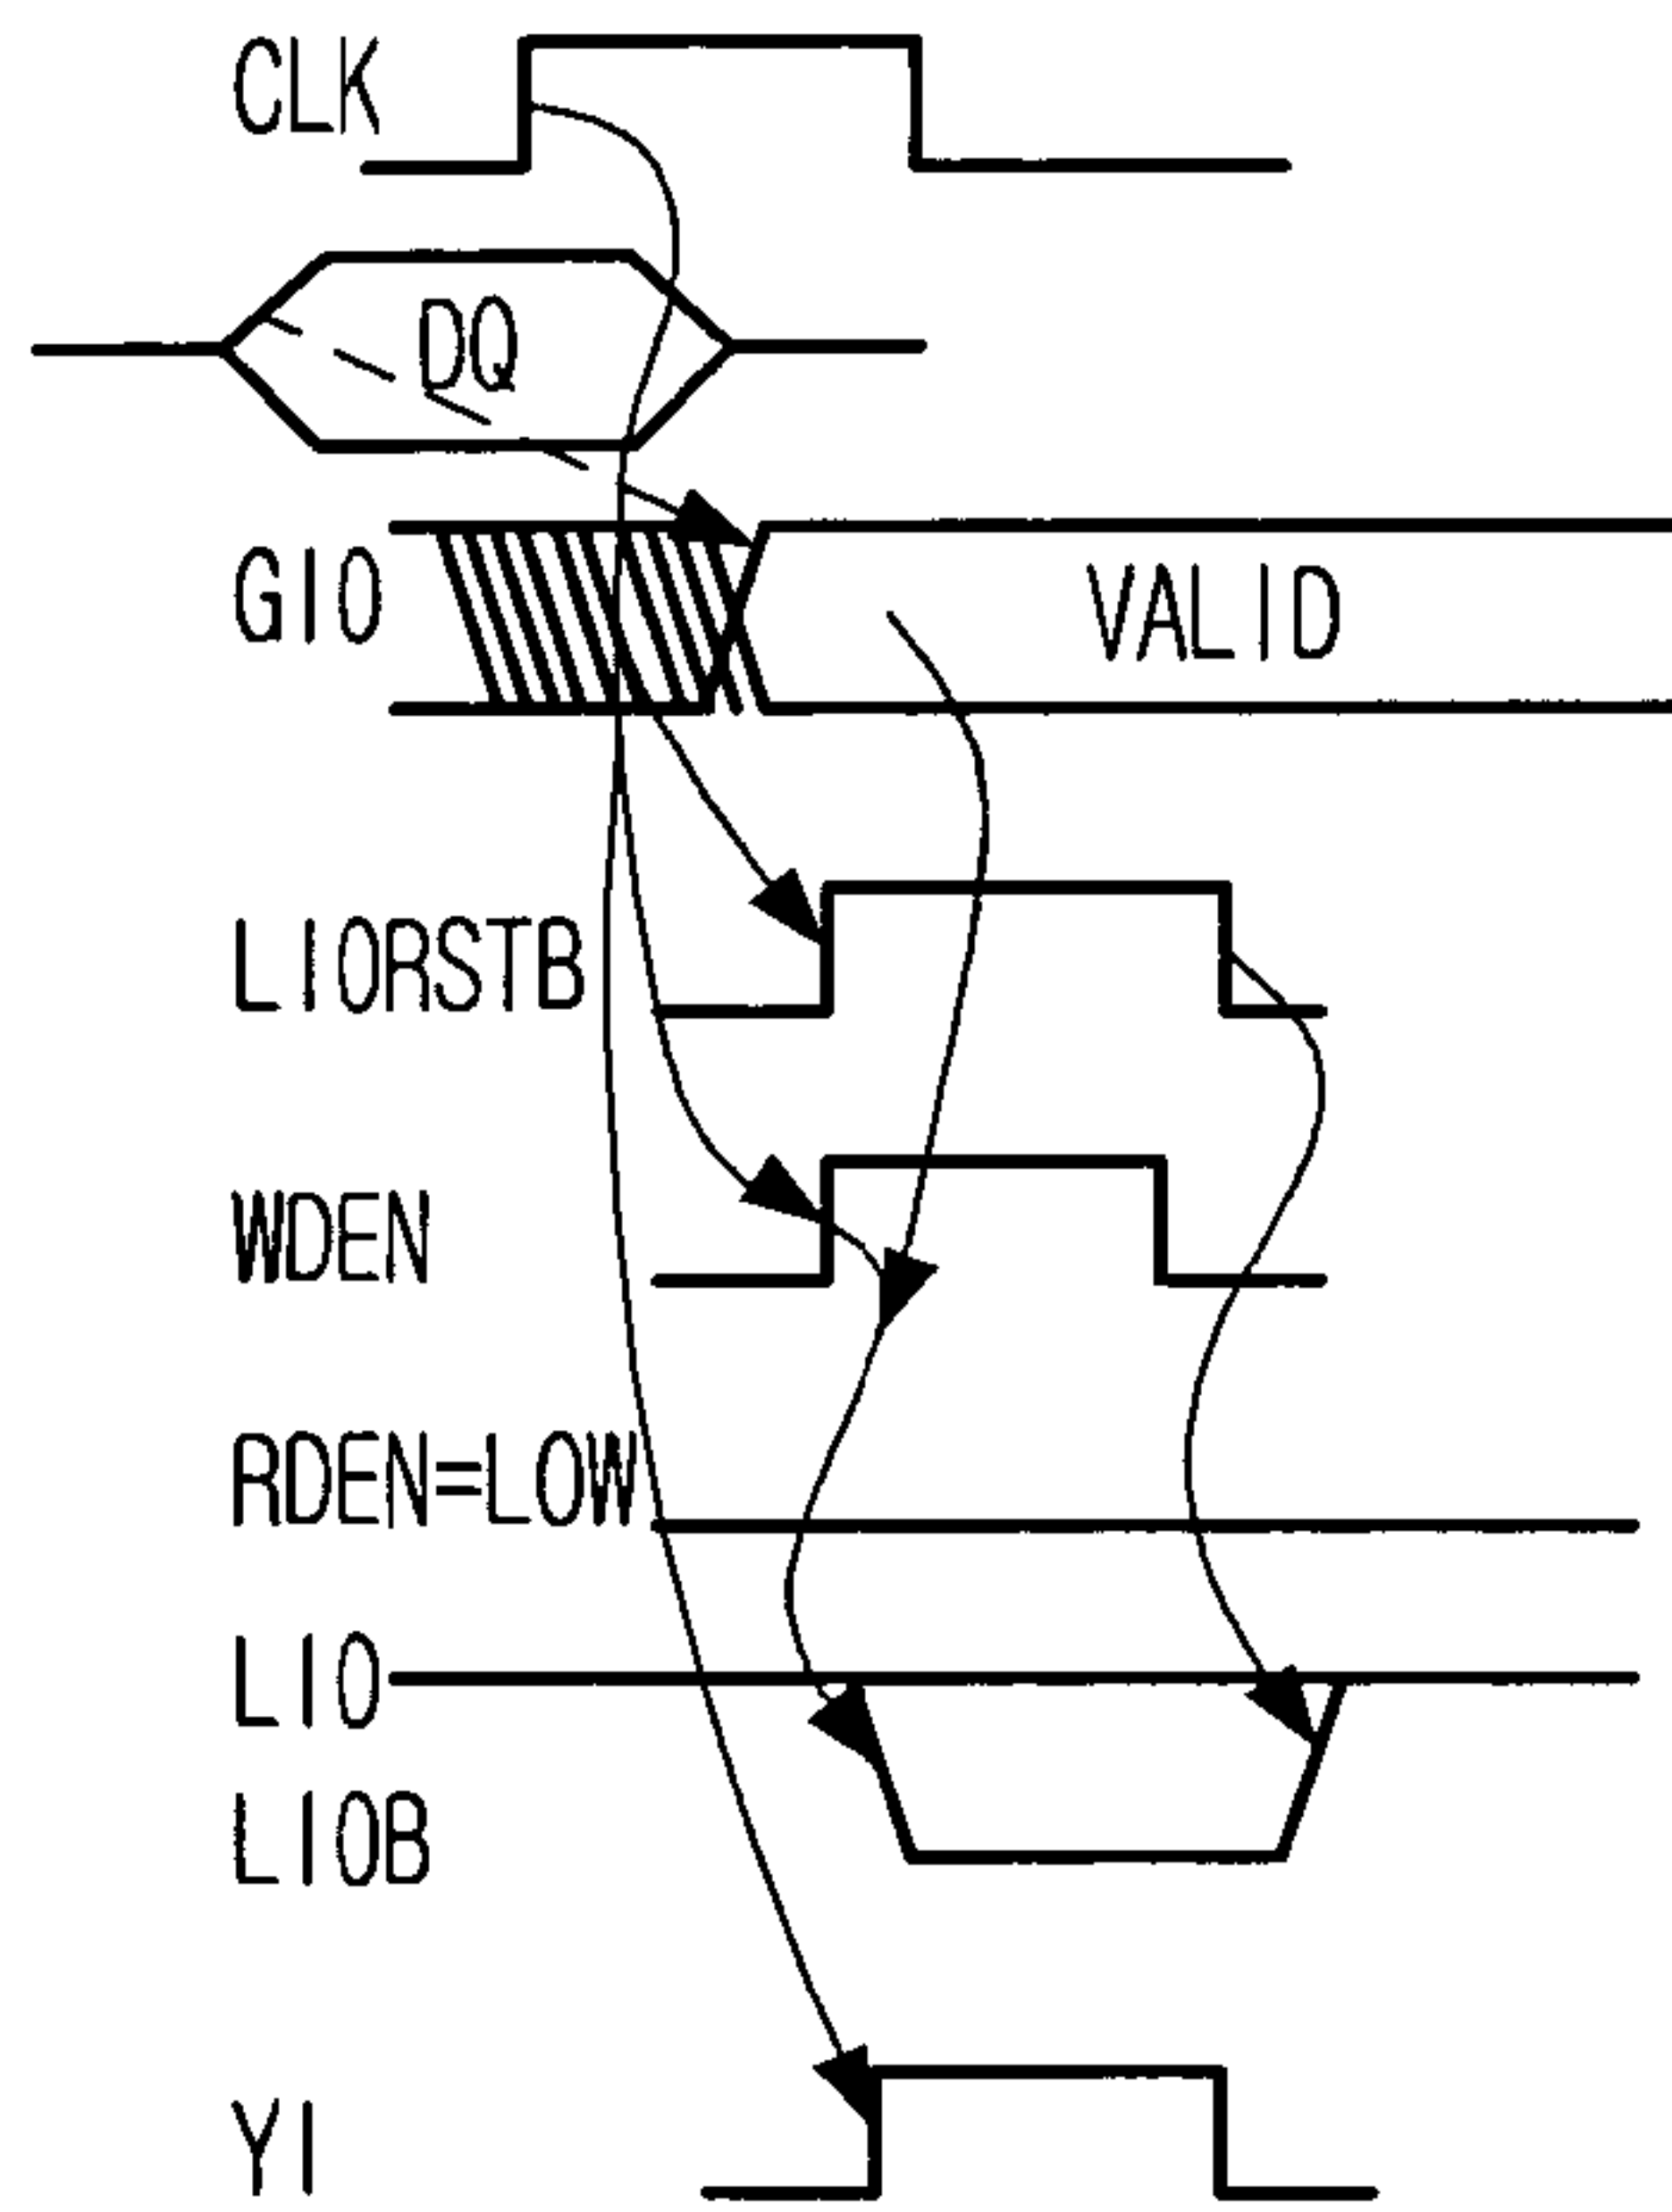 CLK
DQ
GIO
VALID
LIORSTB
WDEN
RDEN=LOW
LIO
LIOB
YI